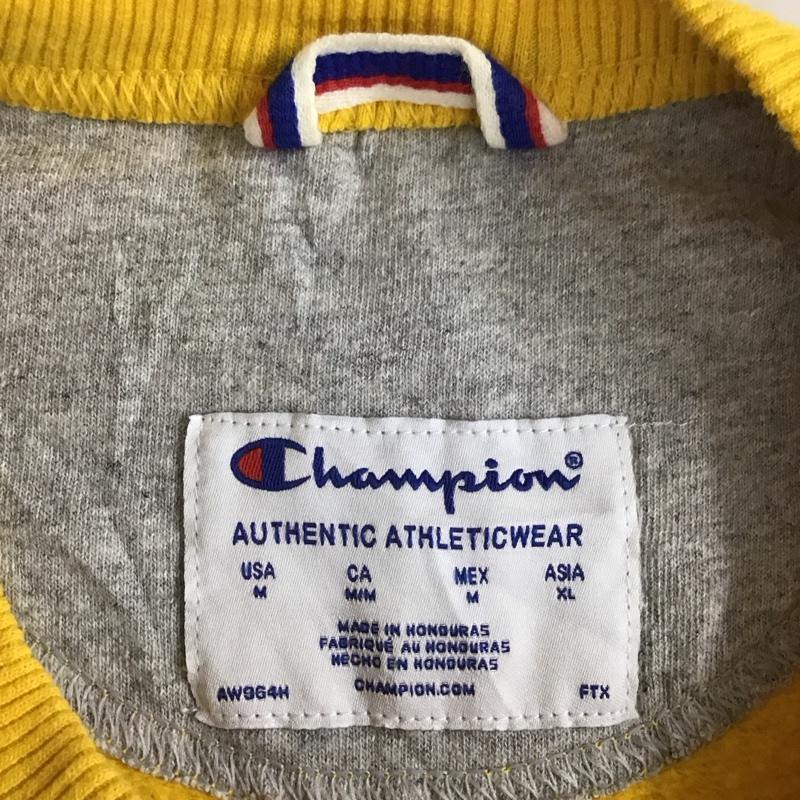 Champion®
AUTHENTIC ATHLETICWEAR
USA CA MEX ASIA
M M/M M XL
MADE IN HONDURAS
FABRIQUÉ AU HONDURAS
HECHO EN HONDURAS
AW964H CHAMPION.COM FTX